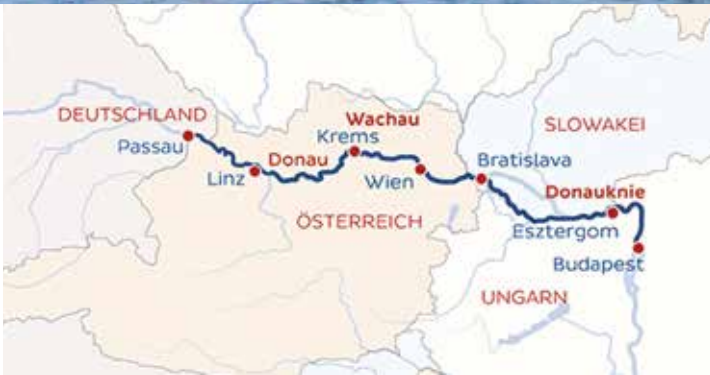 DEUTSCHLAND
Passau
Linz
Donau
Wachau
Krems
Wien
ÖSTERREICH
Bratislava
SLOWAKEI
Donauknie
Esztergom
Budapest
UNGARN